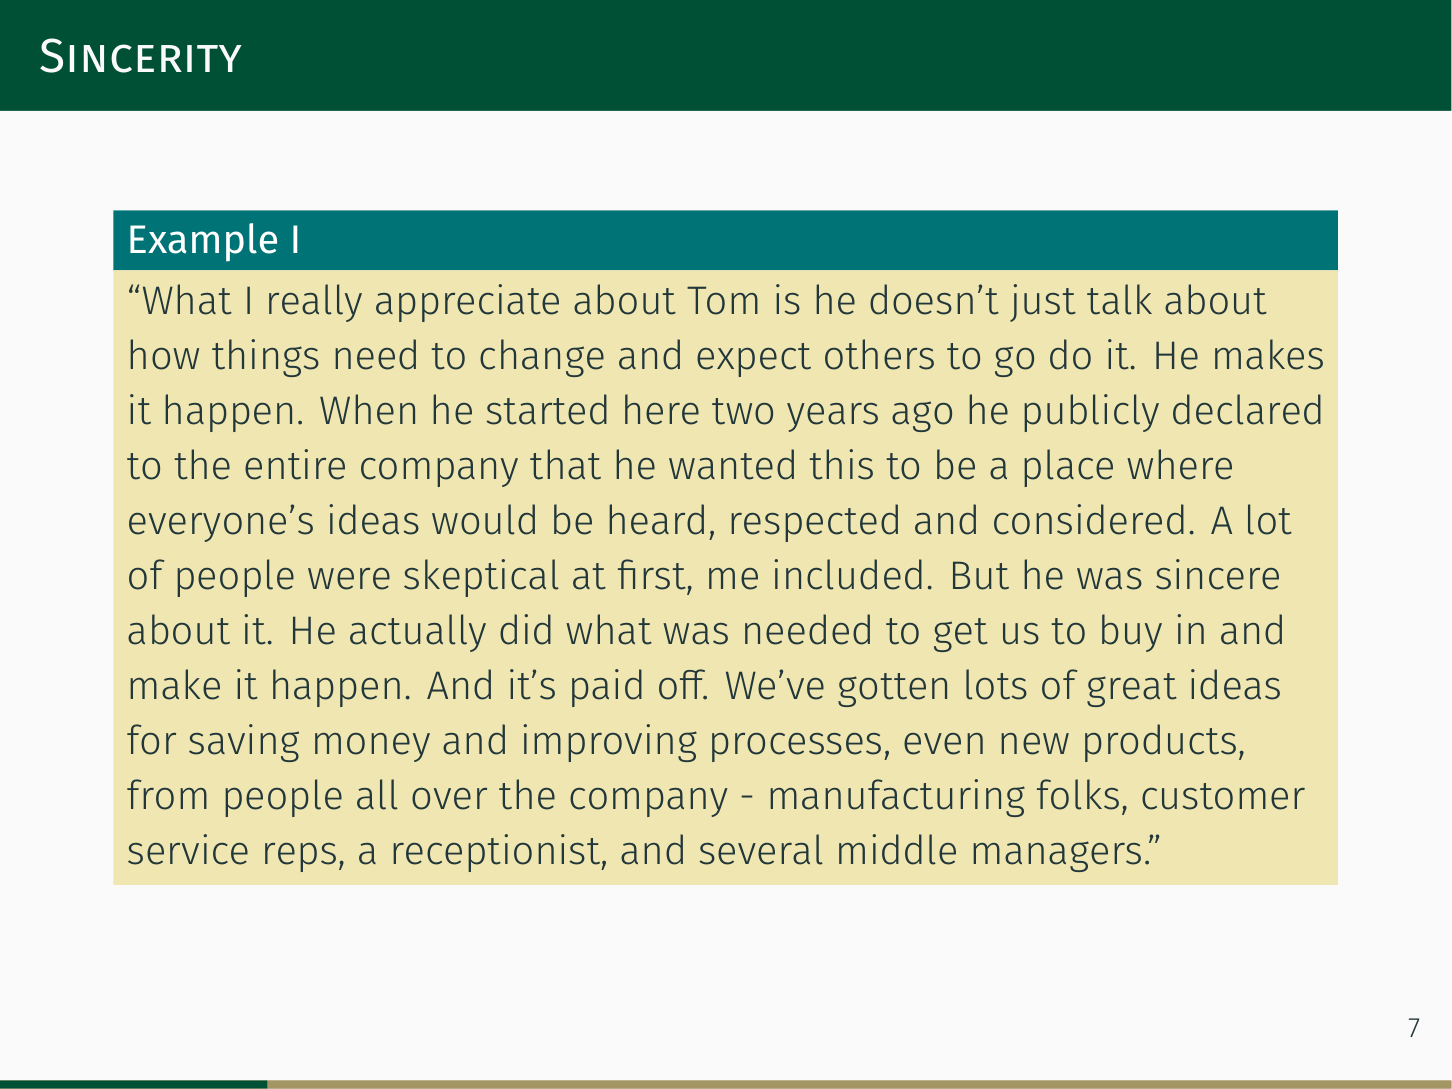 Sincerity
Example I
“What I really appreciate about Tom is he doesn’t just talk about
how things need to change and expect others to go do it. He makes
it happen. When he started here two years ago he publicly declared
to the entire company that he wanted this to be a place where
everyone’s ideas would be heard, respected and considered. A lot
of people were skeptical at first, me included. But he was sincere
about it. He actually did what was needed to get us to buy in and
make it happen. And it’s paid off. We’ve gotten lots of great ideas
for saving money and improving processes, even new products,
from people all over the company - manufacturing folks, customer
service reps, a receptionist, and several middle managers.”
7